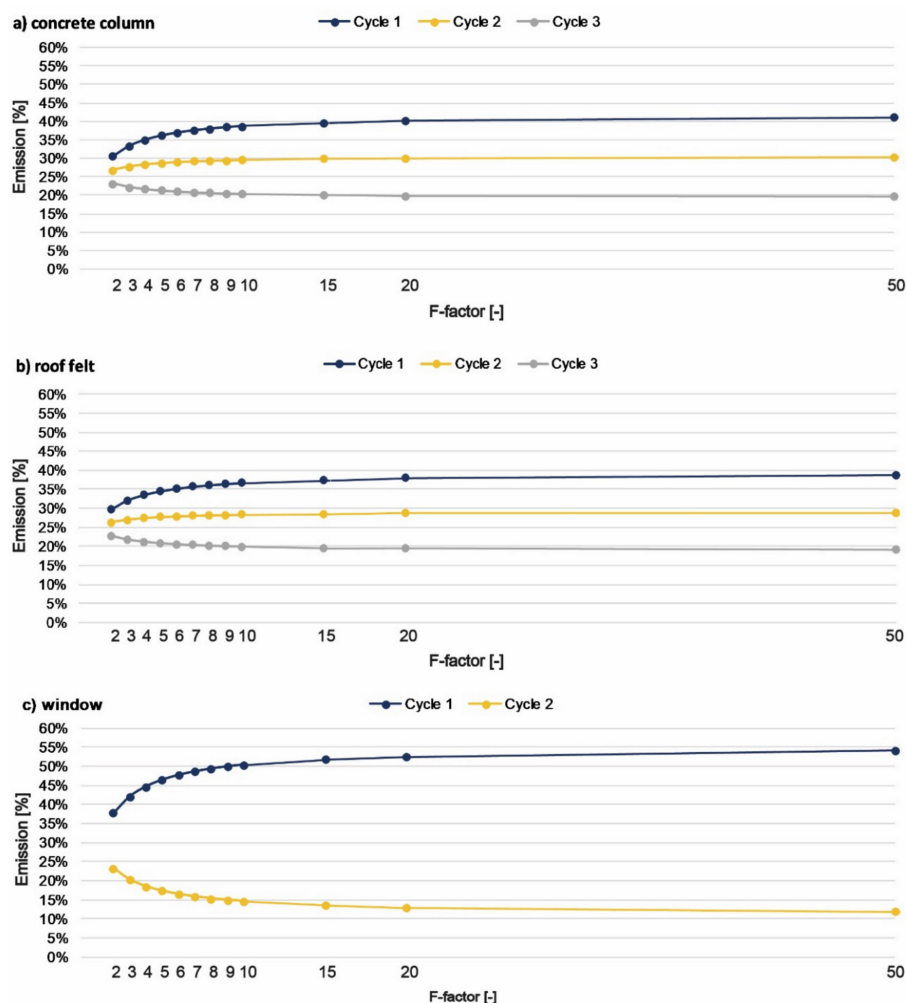 a) concrete column
Cycle 1 Cycle 2 Cycle 3
Emission [%]
60%
55%
50%
45%
40%
35%
30%
25%
20%
15%
10%
5%
0%
2 3 4 5 6 7 8 9 10 15 20 50
F-factor [-]
b) roof felt
Cycle 1 Cycle 2 Cycle 3
Emission [%]
60%
55%
50%
45%
40%
35%
30%
25%
20%
15%
10%
5%
0%
2 3 4 5 6 7 8 9 10 15 20 50
F-factor [-]
c) window
Cycle 1 Cycle 2
Emission [%]
60%
55%
50%
45%
40%
35%
30%
25%
20%
15%
10%
5%
0%
2 3 4 5 6 7 8 9 10 15 20 50
F-factor [-]